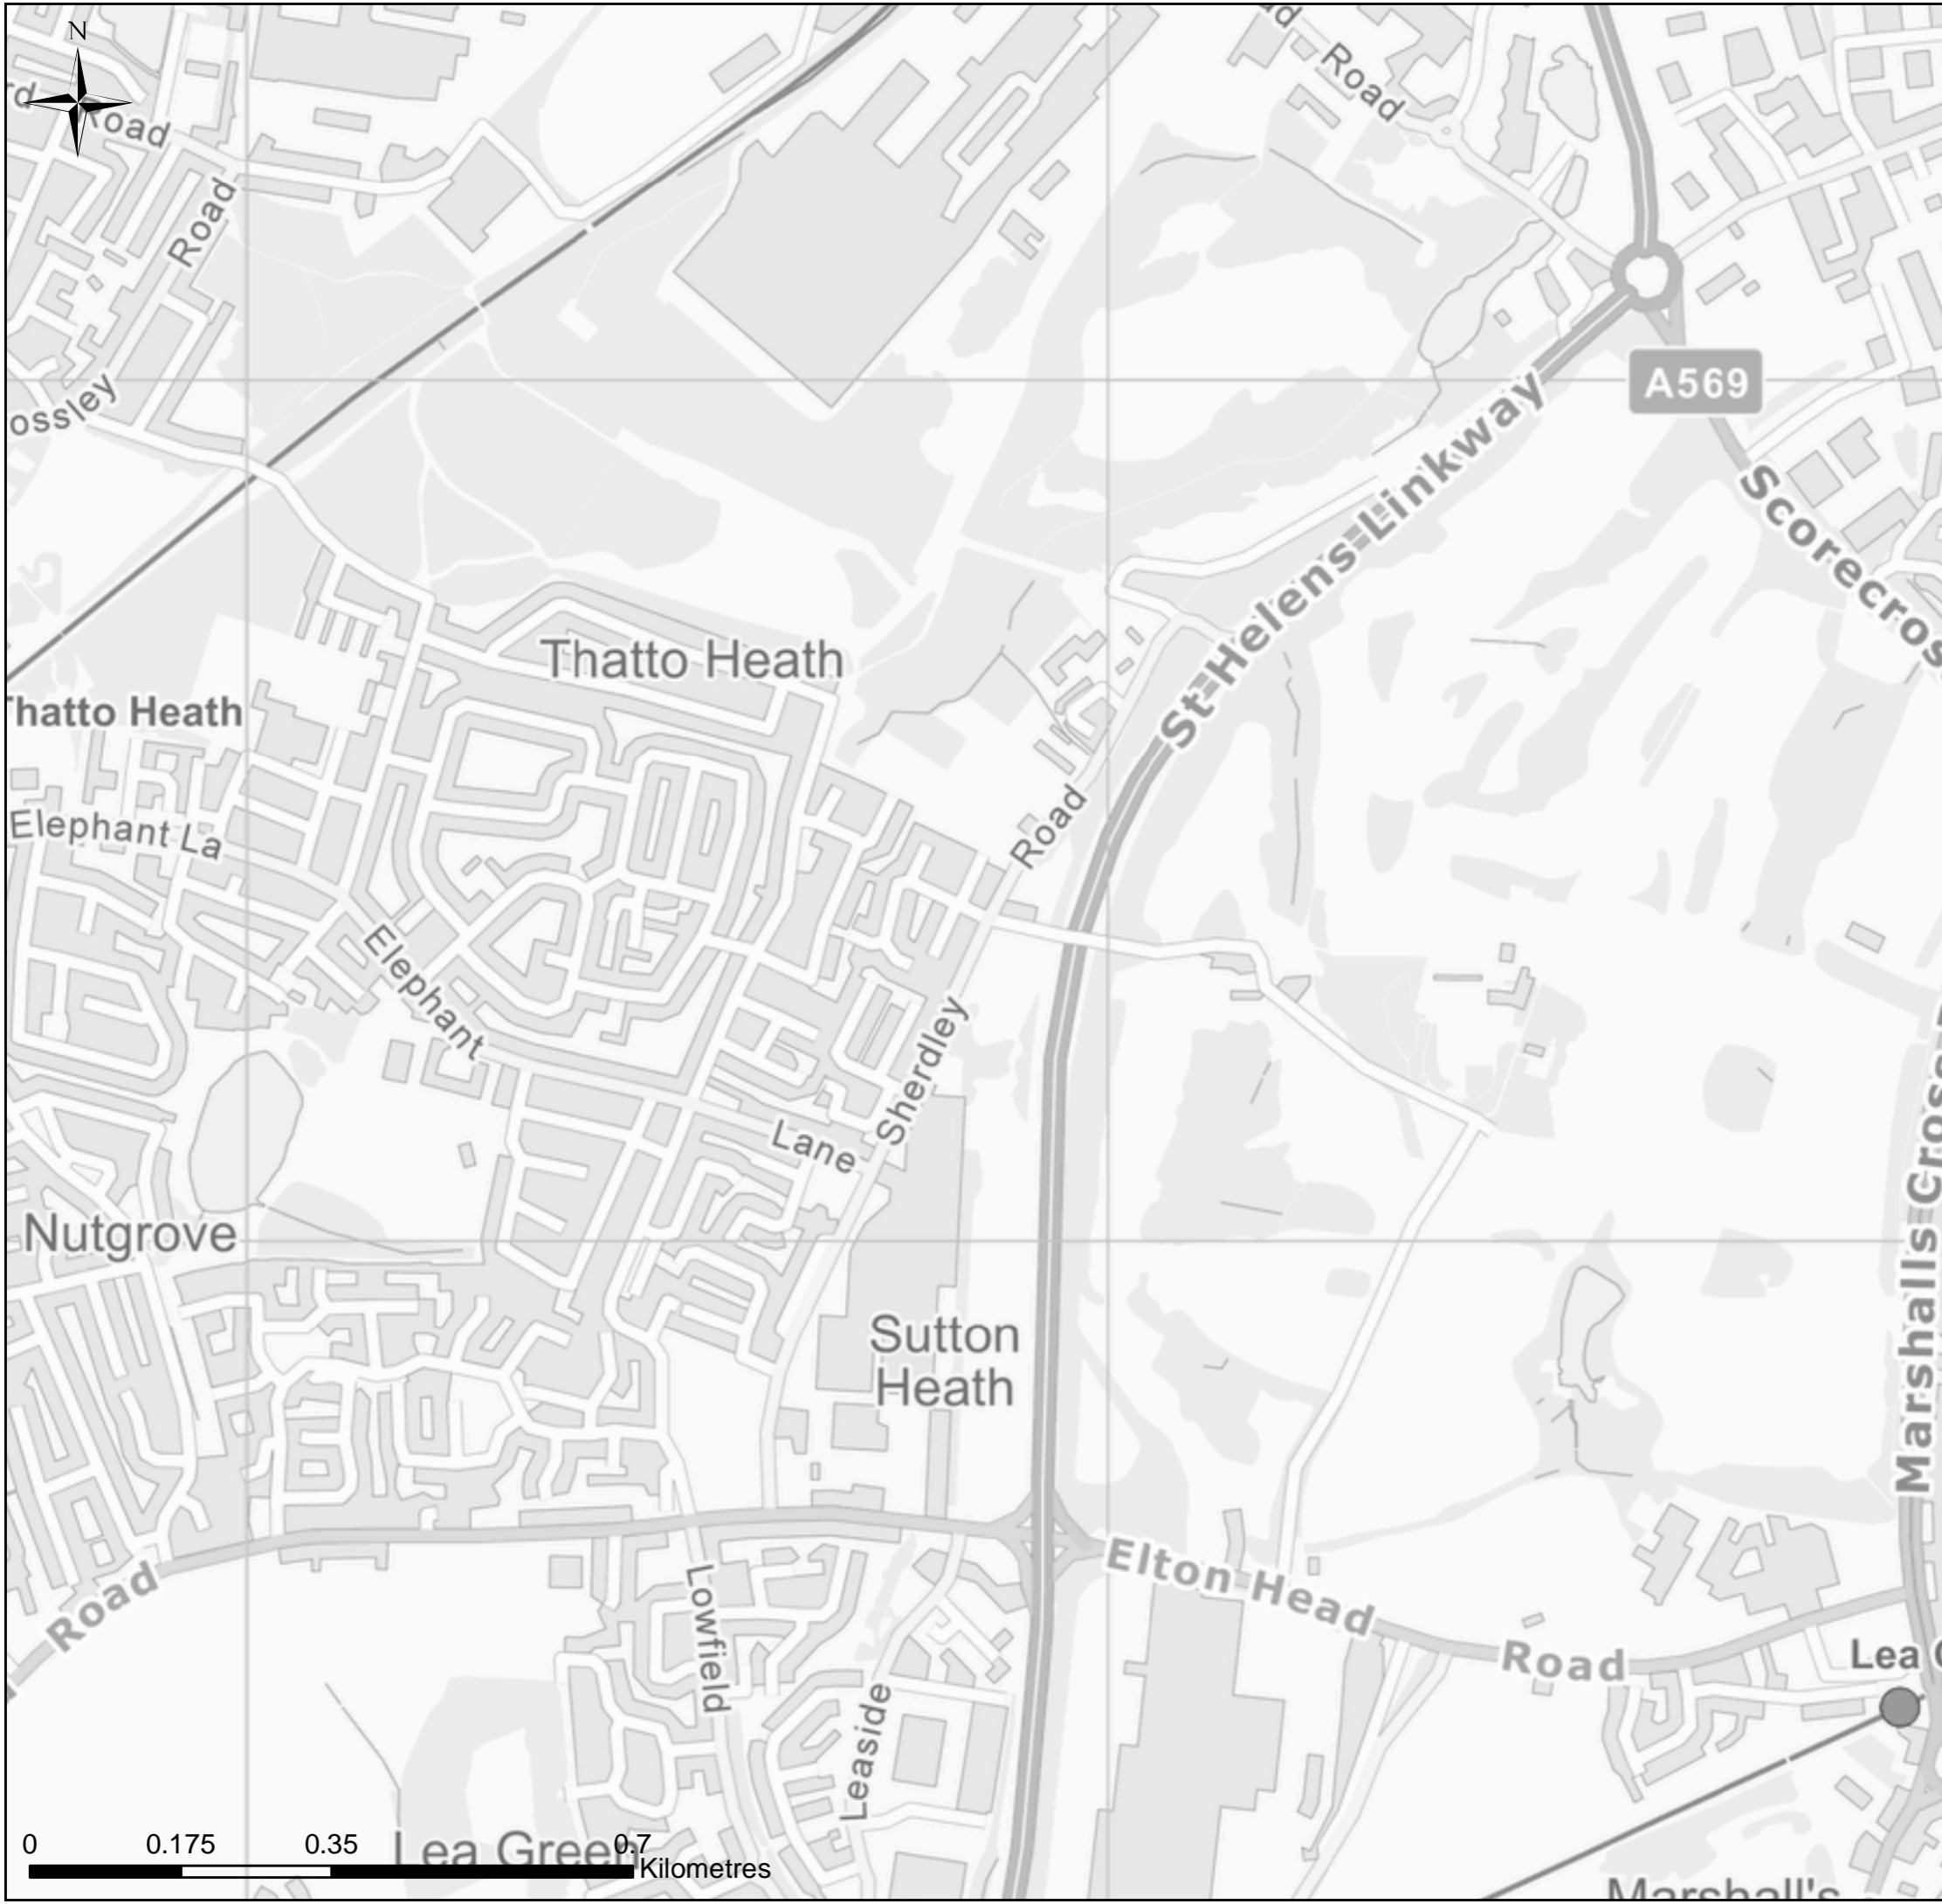 N
Road
Road
Road
A569
St Helens Linkway
Thatto Heath
Thatto Heath
Elephant La
Road
Elephant
Sherdley
Lane
Nutgrove
Sutton
Heath
Elton Head
Road
Road
Lowfield
Leaside
Lea
Lea Green
0 0.175 0.35 0.7
Kilometres
Marshalls Cross
Marshall's